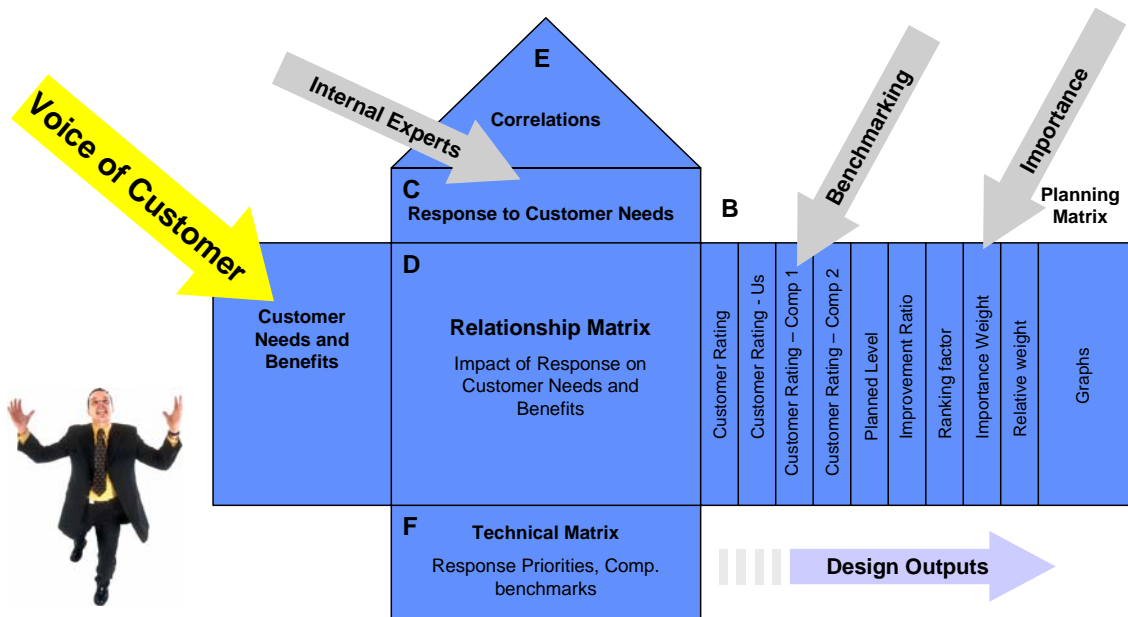 E
Correlations
Internal Experts
Voice of Customer
Benchmarking
Importance
C
Response to Customer Needs
B
Planning
Matrix
Customer
Needs and
Benefits
D
Relationship Matrix
Impact of Response on
Customer Needs and
Benefits
Customer Rating
Customer Rating - Us
Customer Rating – Comp 1
Customer Rating – Comp 2
Planned Level
Improvement Ratio
Ranking factor
Importance Weight
Relative weight
Graphs
F
Technical Matrix
Response Priorities, Comp.
benchmarks
Design Outputs